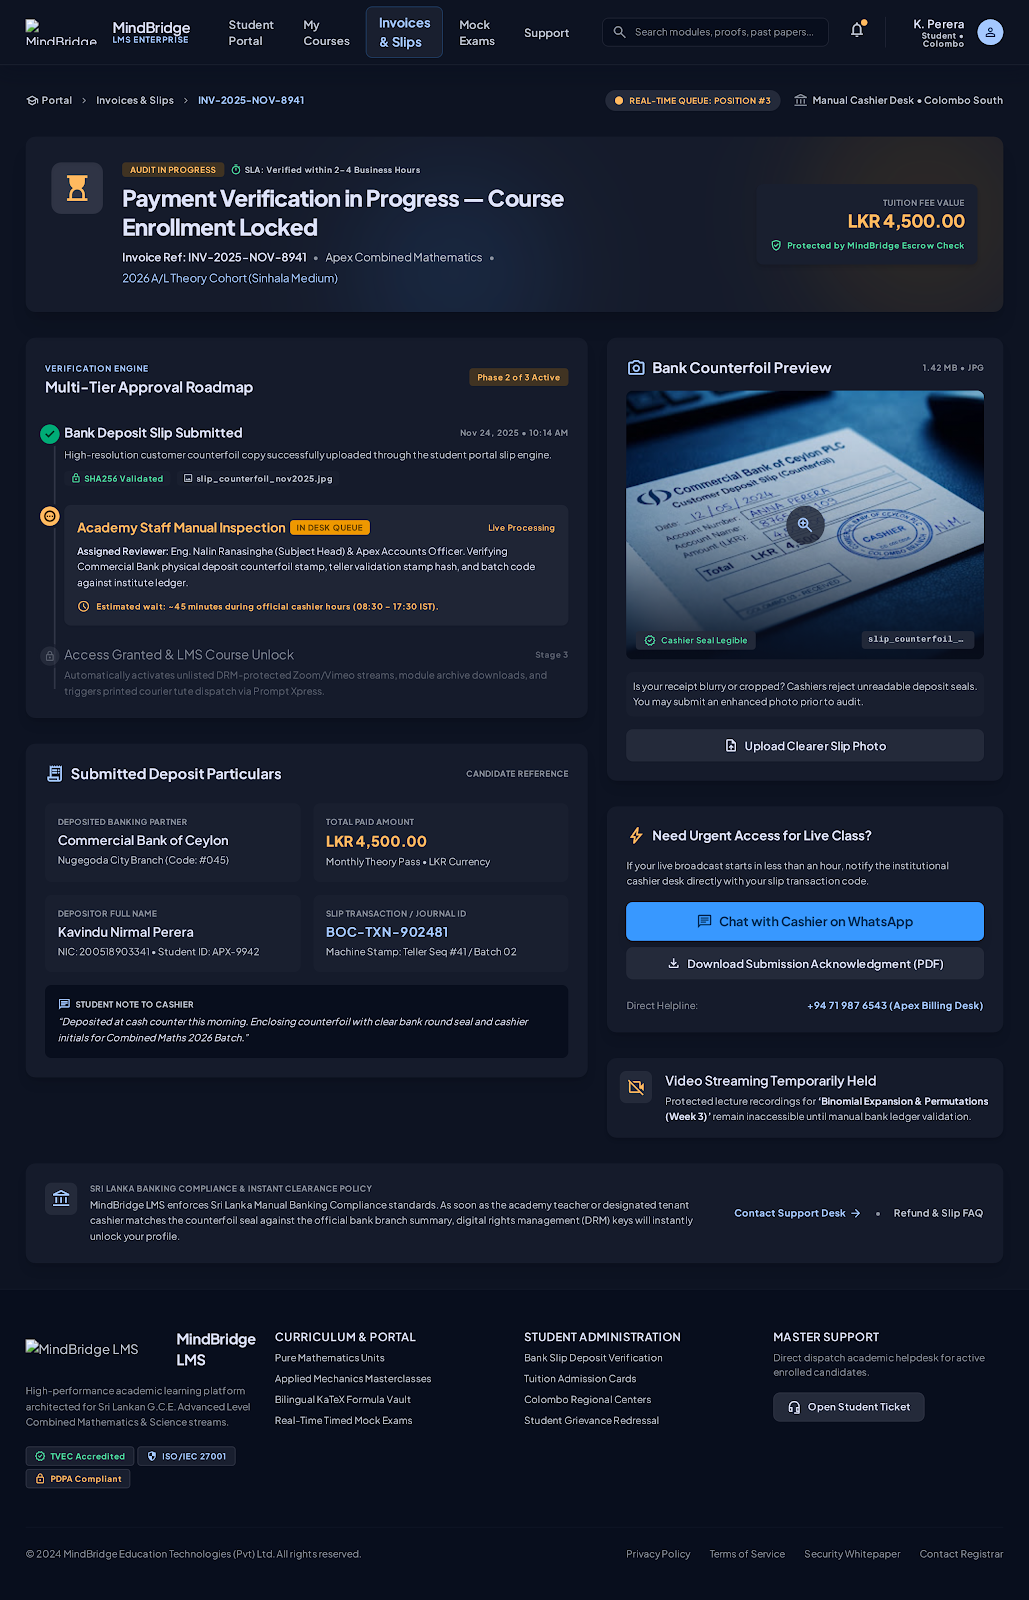 MindBridge
MindBridge
LMS ENTERPRISE
Student
Portal
My
Courses
Invoices
& Slips
Mock
Exams
Support
Search modules, proofs, past papers...
K. Perera
Student •
Colombo
Portal > Invoices & Slips > INV-2025-NOV-8941
REAL-TIME QUEUE: POSITION #3
Manual Cashier Desk • Colombo South
AUDIT IN PROGRESS
SLA: Verified within 2-4 Business Hours
Payment Verification in Progress — Course
Enrollment Locked
Invoice Ref: INV-2025-NOV-8941 • Apex Combined Mathematics •
2026 A/L Theory Cohort (Sinhala Medium)
TUITION FEE VALUE
LKR 4,500.00
Protected by MindBridge Escrow Check
VERIFICATION ENGINE
Multi-Tier Approval Roadmap
Phase 2 of 3 Active
Bank Deposit Slip Submitted
Nov 24, 2025 • 10:14 AM
High-resolution customer counterfoil copy successfully uploaded through the student portal slip engine.
SHA256 Validated
slip_counterfoil_nov2025.jpg
Academy Staff Manual Inspection
IN DESK QUEUE
Live Processing
Assigned Reviewer: Eng. Nalin Ranasinghe (Subject Head) & Apex Accounts Officer. Verifying
Commercial Bank physical deposit counterfoil stamp, teller validation stamp hash, and batch code
against institute ledger.
Estimated wait: ~45 minutes during official cashier hours (08:30 – 17:30 IST).
Access Granted & LMS Course Unlock
Stage 3
Automatically activates unlisted DRM-protected Zoom/Vimeo streams, module archive downloads, and
triggers printed courier tute dispatch via Prompt Xpress.
Submitted Deposit Particulars
CANDIDATE REFERENCE
DEPOSITED BANKING PARTNER
Commercial Bank of Ceylon
Nugegoda City Branch (Code: #045)
TOTAL PAID AMOUNT
LKR 4,500.00
Monthly Theory Pass • LKR Currency
DEPOSITOR FULL NAME
Kavindu Nirmal Perera
NIC: 200518903341 • Student ID: APX-9942
SLIP TRANSACTION / JOURNAL ID
BOC-TXN-902481
Machine Stamp: Teller Seq #41 / Batch 02
STUDENT NOTE TO CASHIER
"Deposited at cash counter this morning. Enclosing counterfoil with clear bank round seal and cashier
initials for Combined Maths 2026 Batch."
Bank Counterfoil Preview
1.42 MB • JPG
Commercial Bank of Ceylon PLC
Customer Deposit Slip (Counterfoil)
Date: 12/05/2024
Account Name: PERERA
Account Number:
Amount (LKR):
Total LKR
CASHIER
N.M.
Cashier Seal Legible
slip_counterfoil_…
Is your receipt blurry or cropped? Cashiers reject unreadable deposit seals.
You may submit an enhanced photo prior to audit.
Upload Clearer Slip Photo
Need Urgent Access for Live Class?
If your live broadcast starts in less than an hour, notify the institutional
cashier desk directly with your slip transaction code.
Chat with Cashier on WhatsApp
Download Submission Acknowledgment (PDF)
Direct Helpline:
+94 71 987 6543 (Apex Billing Desk)
Video Streaming Temporarily Held
Protected lecture recordings for 'Binomial Expansion & Permutations
(Week 3)' remain inaccessible until manual bank ledger validation.
SRI LANKA BANKING COMPLIANCE & INSTANT CLEARANCE POLICY
MindBridge LMS enforces Sri Lanka Manual Banking Compliance standards. As soon as the academy teacher or designated tenant
cashier matches the counterfoil seal against the official bank branch summary, digital rights management (DRM) keys will instantly
unlock your profile.
Contact Support Desk → • Refund & Slip FAQ
MindBridge LMS
MindBridge
LMS
High-performance academic learning platform
architected for Sri Lankan G.C.E. Advanced Level
Combined Mathematics & Science streams.
TVEC Accredited
ISO/IEC 27001
PDPA Compliant
CURRICULUM & PORTAL
Pure Mathematics Units
Applied Mechanics Masterclasses
Bilingual KaTeX Formula Vault
Real-Time Timed Mock Exams
STUDENT ADMINISTRATION
Bank Slip Deposit Verification
Tuition Admission Cards
Colombo Regional Centers
Student Grievance Redressal
MASTER SUPPORT
Direct dispatch academic helpdesk for active
enrolled candidates.
Open Student Ticket
© 2024 MindBridge Education Technologies (Pvt) Ltd. All rights reserved.
Privacy Policy
Terms of Service
Security Whitepaper
Contact Registrar